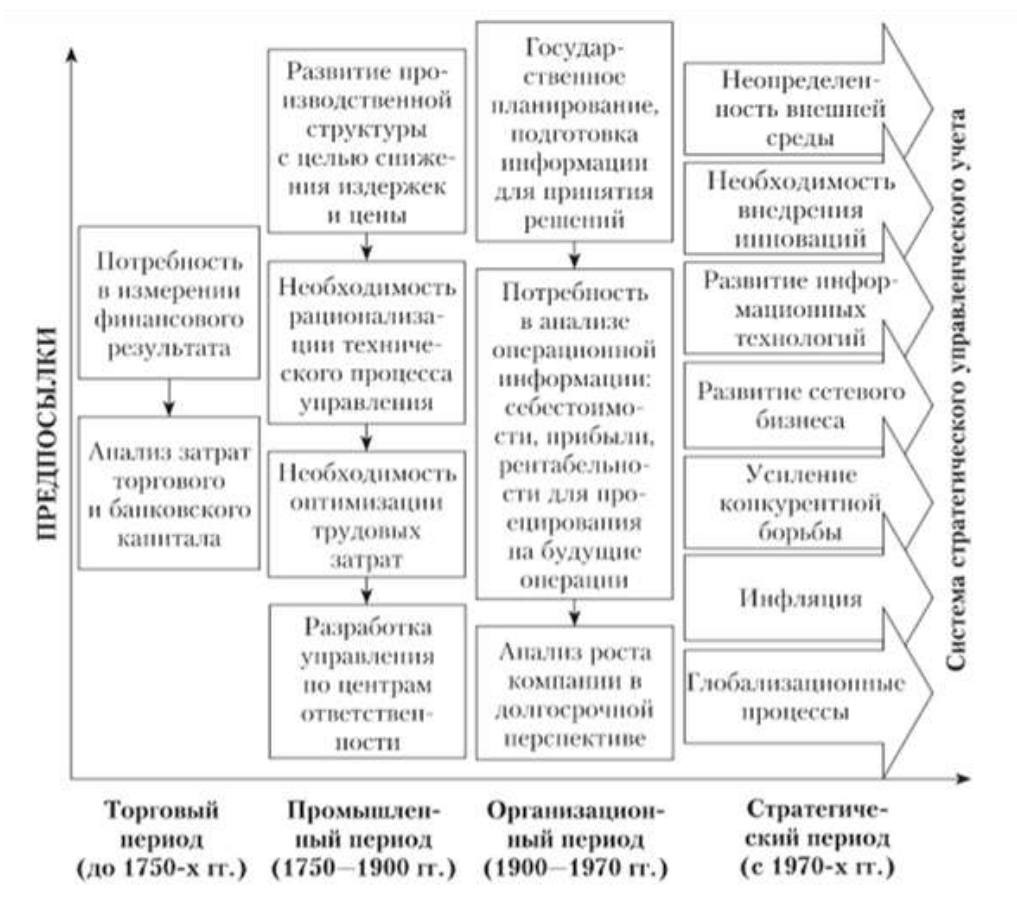 ПРЕДПОСЫЛКИ
Потребность
в измерении
финансового
результата
Анализ затрат
торгового
и банковского
капитала
Торговый
период
(до 1750-х гг.)
Развитие про-
изводственной
структуры
с целью сниже-
ния издержек
и цены
Необходимость
рационализа-
ции техниче-
ского процесса
управления
Необходимость
оптимизации
трудовых
затрат
Разработка
управления
по центрам
ответствен-
ности
Промышлен-
ный период
(1750—1900 гг.)
Государ-
ственное
планирование,
подготовка
информации
для принятия
решений
Потребность
в анализе
операционной
информации:
себестоимо-
сти, прибыли,
рентабельно-
сти для про-
ецирования
на будущие
операции
Анализ роста
компании в
долгосрочной
перспективе
Организацион-
ный период
(1900—1970 гг.)
Неопределен-
ность внешней
среды
Необходимость
внедрения
инноваций
Развитие инфор-
мационных
технологий
Развитие сетевого
бизнеса
Усиление
конкурентной
борьбы
Инфляция
Глобализационные
процессы
Стратегиче-
ский период
(с 1970-х гг.)
Система стратегического управленческого учета